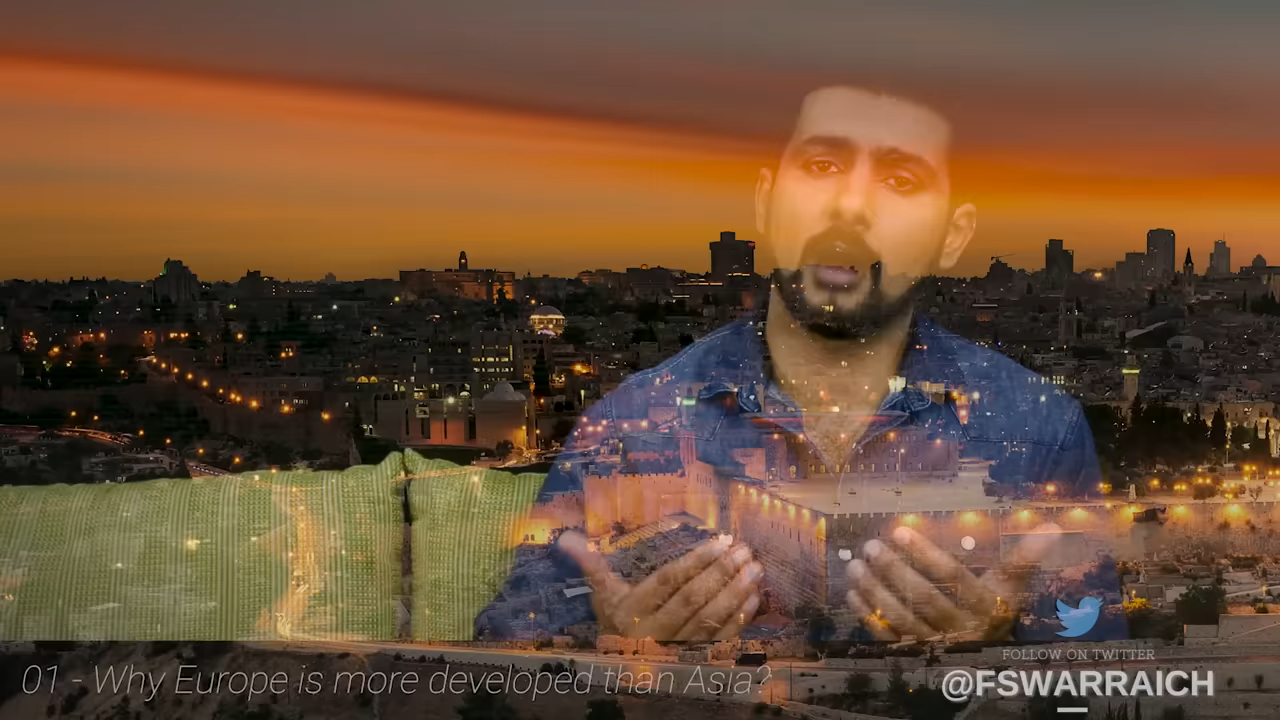 01 - Why Europe is more developed than Asia?
FOLLOW ON TWITTER
@FSWARRAICH